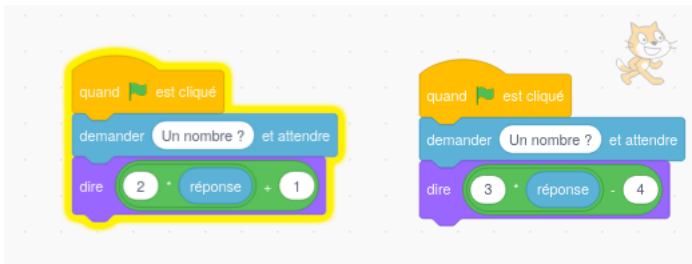 quand est cliqué
demander Un nombre ? et attendre
dire 2 * réponse + 1
quand est cliqué
demander Un nombre ? et attendre
dire 3 * réponse - 4